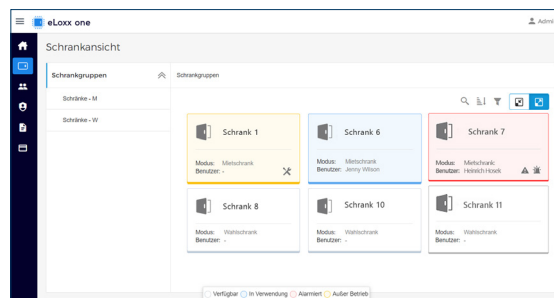 eLoxx one
Admi
Schrankansicht
Schrankgruppen
Schrankgruppen
Schränke - M
Schränke - W
Schrank 1
Modus: Mietschrank
Benutzer: -
Schrank 6
Modus: Mietschrank
Benutzer: Jenny Wilson
Schrank 7
Modus: Mietschrank
Benutzer: Heinrich Hosek
Schrank 8
Modus: Wahlschrank
Benutzer: -
Schrank 10
Modus: Wahlschrank
Benutzer: -
Schrank 11
Modus: Wahlschrank
Benutzer: -
Verfügbar In Verwendung Alarmiert Außer Betrieb